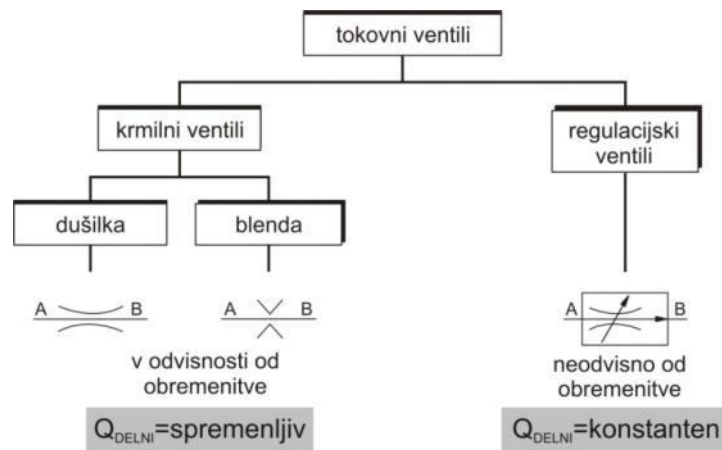 tokovni ventili
krmilni ventili
regulacijski
ventili
dušilka
blenda
A B
A B
A B
v odvisnosti od
obremenitve
neodvisno od
obremenitve
QDELNI=spremenljiv
QDELNI=konstanten